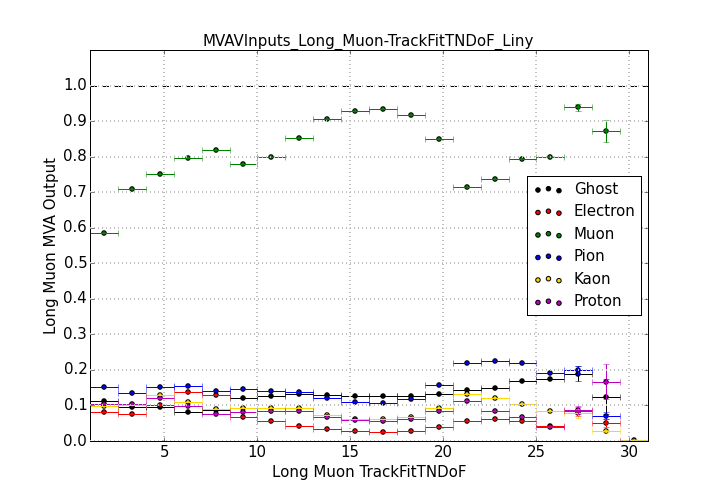 MVAVInputs_Long_Muon-TrackFitTNDoF_Liny
1.0
0.9
0.8
0.7
0.6
0.5
0.4
0.3
0.2
0.1
0.0
Long Muon MVA Output
Ghost
Electron
Muon
Pion
Kaon
Proton
5 10 15 20 25 30
Long Muon TrackFitTNDoF